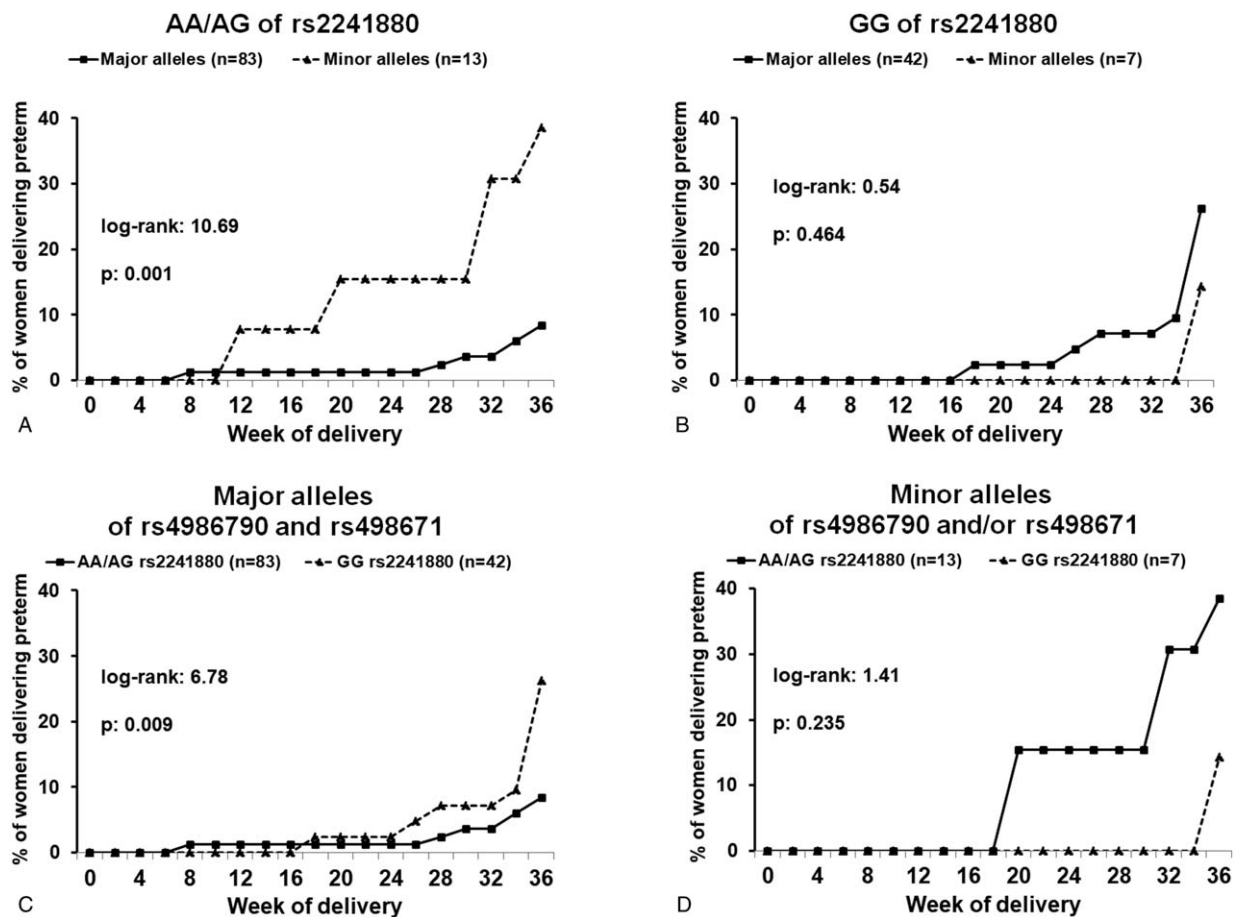 AA/AG of rs2241880
Major alleles (n=83) Minor alleles (n=13)
% of women delivering preterm
40
30
20
10
0
log-rank: 10.69
p: 0.001
0 4 8 12 16 20 24 28 32 36
Week of delivery
A
GG of rs2241880
Major alleles (n=42) Minor alleles (n=7)
% of women delivering preterm
40
30
20
10
0
log-rank: 0.54
p: 0.464
0 4 8 12 16 20 24 28 32 36
Week of delivery
B
Major alleles
of rs4986790 and rs498671
AA/AG rs2241880 (n=83) GG rs2241880 (n=42)
% of women delivering preterm
40
30
20
10
0
log-rank: 6.78
p: 0.009
0 4 8 12 16 20 24 28 32 36
Week of delivery
C
Minor alleles
of rs4986790 and/or rs498671
AA/AG rs2241880 (n=13) GG rs2241880 (n=7)
% of women delivering preterm
40
30
20
10
0
log-rank: 1.41
p: 0.235
0 4 8 12 16 20 24 28 32 36
Week of delivery
D